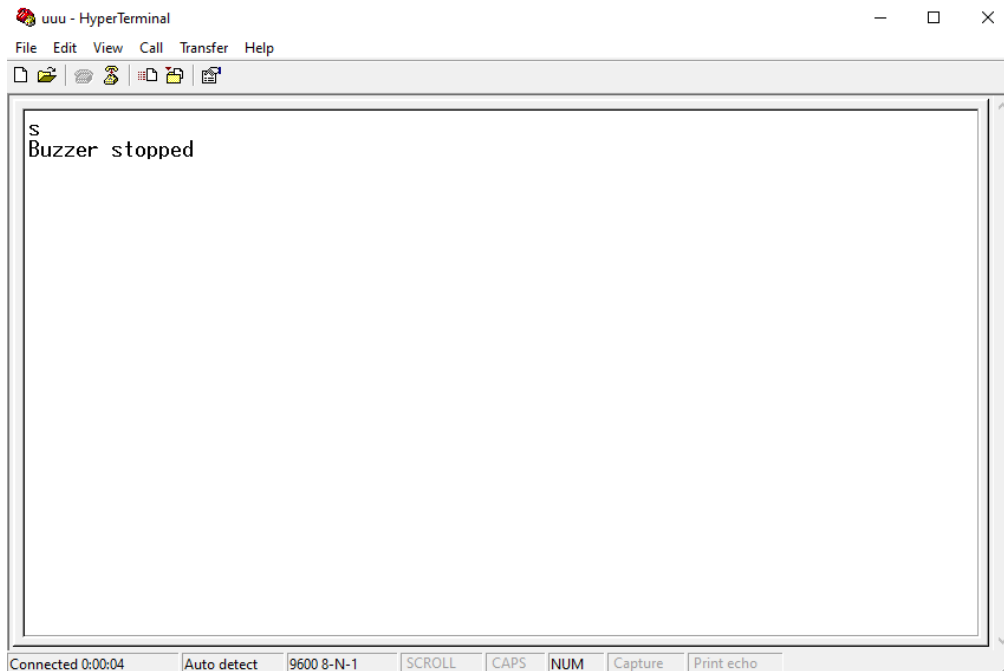 uuu - HyperTerminal
File Edit View Call Transfer Help
s
Buzzer stopped
Connected 0:00:04 Auto detect 9600 8-N-1 SCROLL CAPS NUM Capture Print echo